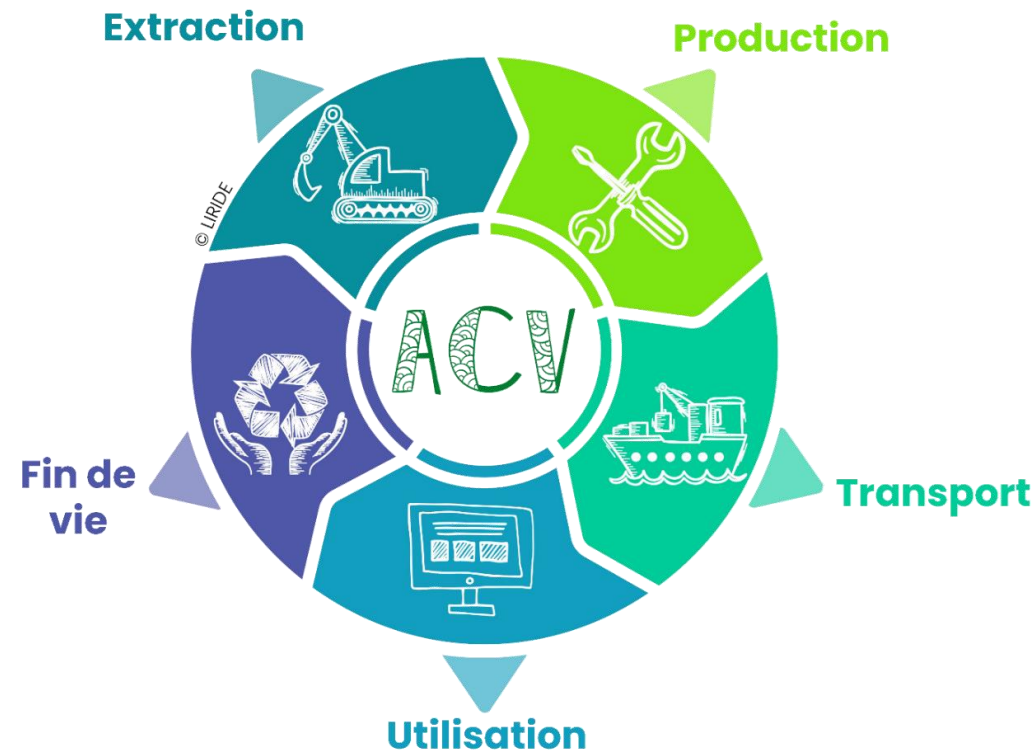 Extraction
Production
© LIRIDE
ACV
Fin de
vie
Transport
Utilisation